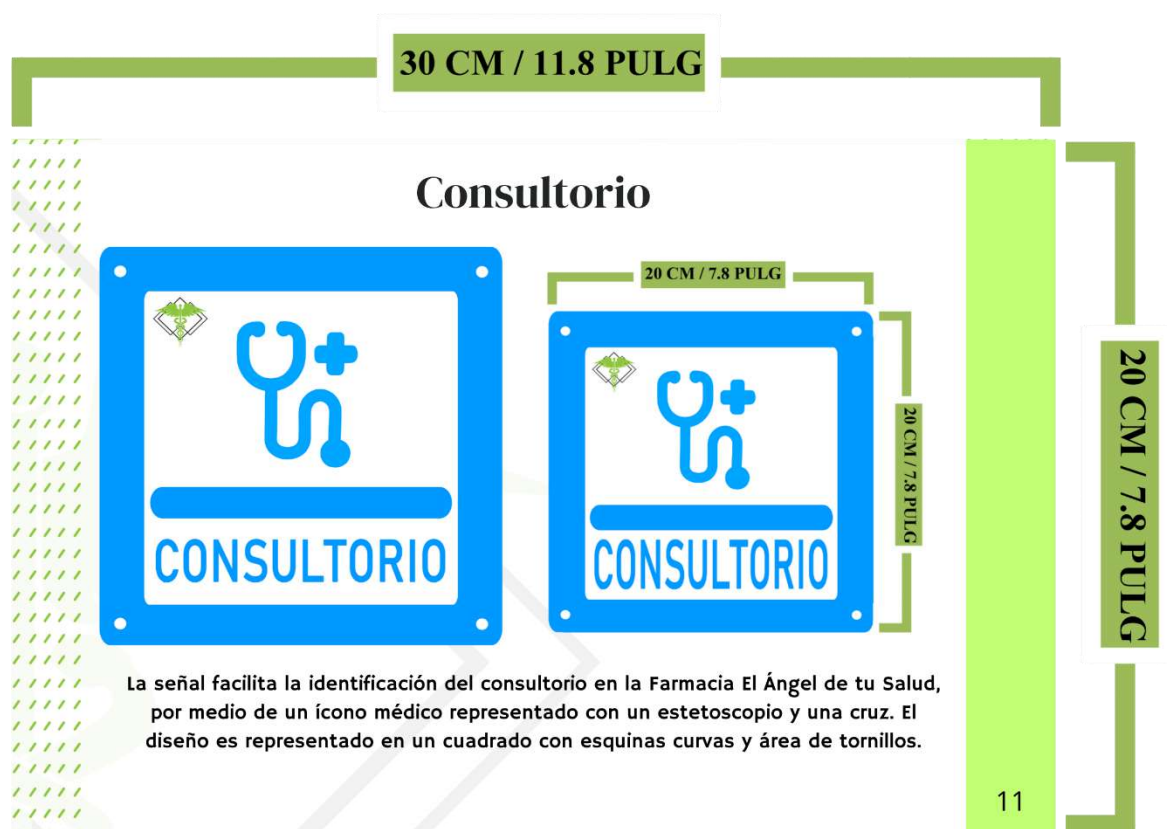 30 CM / 11.8 PULG
Consultorio
20 CM / 7.8 PULG
CONSULTORIO
CONSULTORIO
20 CM / 7.8 PULG
20 CM / 7.8 PULG
La señal facilita la identificación del consultorio en la Farmacia El Ángel de tu Salud,
por medio de un ícono médico representado con un estetoscopio y una cruz. El
diseño es representado en un cuadrado con esquinas curvas y área de tornillos.
11